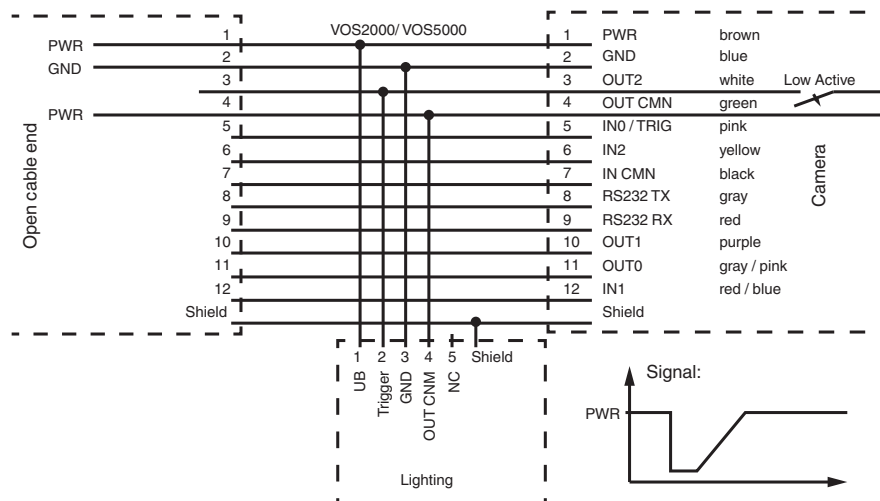 VOS2000/ VOS5000
PWR 1 1 PWR brown
GND 2 2 GND blue
3 3 OUT2 white Low Active
PWR 4 4 OUT CMN green
5 5 IN0 / TRIG pink
6 6 IN2 yellow
7 7 IN CMN black
8 8 RS232 TX gray
9 9 RS232 RX red
10 10 OUT1 purple
11 11 OUT0 gray / pink
12 12 IN1 red / blue
Shield Shield
Open cable end
Camera
1 2 3 4 5 Shield
UB
Trigger
GND
OUT CNM
NC
Lighting
Signal:
PWR